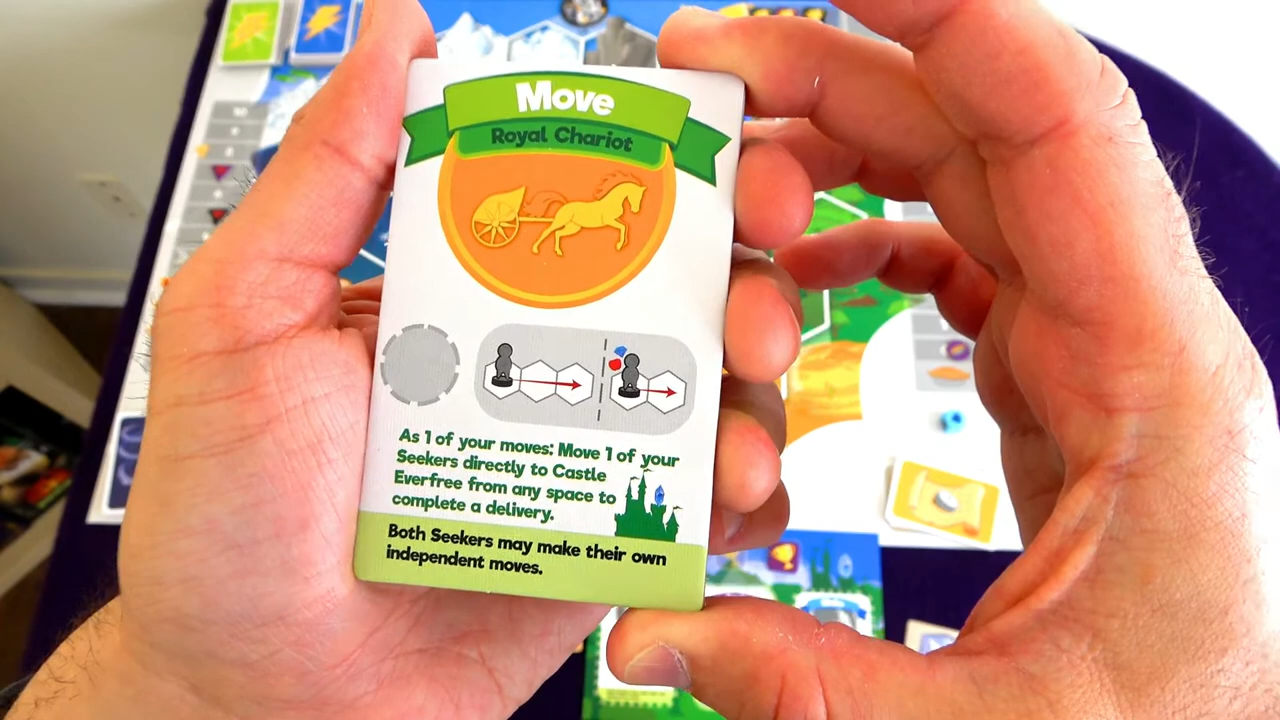 Move
Royal Chariot
As 1 of your moves: Move 1 of your
Seekers directly to Castle
Everfree from any space to
complete a delivery.
Both Seekers may make their own
independent moves.